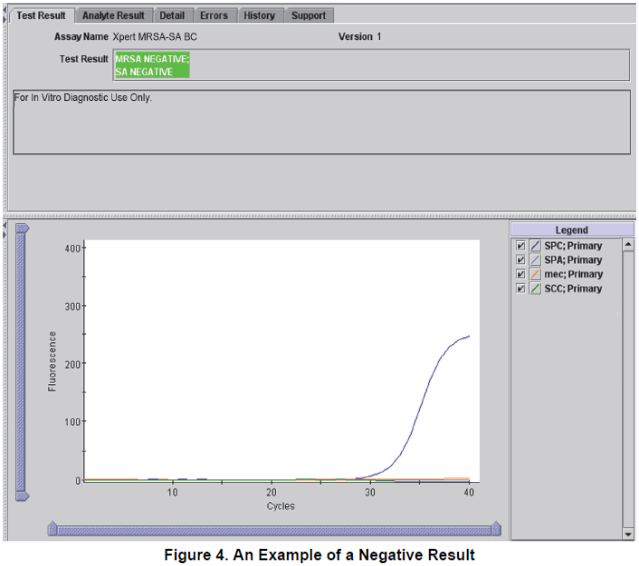 Test Result Analyte Result Detail Errors History Support
Assay Name Xpert MRSA-SA BC Version 1
Test Result MRSA NEGATIVE;
SA NEGATIVE
For In Vitro Diagnostic Use Only.
Legend
SPC; Primary
SPA; Primary
mec; Primary
SCC; Primary
400
300
200
100
0
Fluorescence
10 20 30 40
Cycles
Figure 4. An Example of a Negative Result